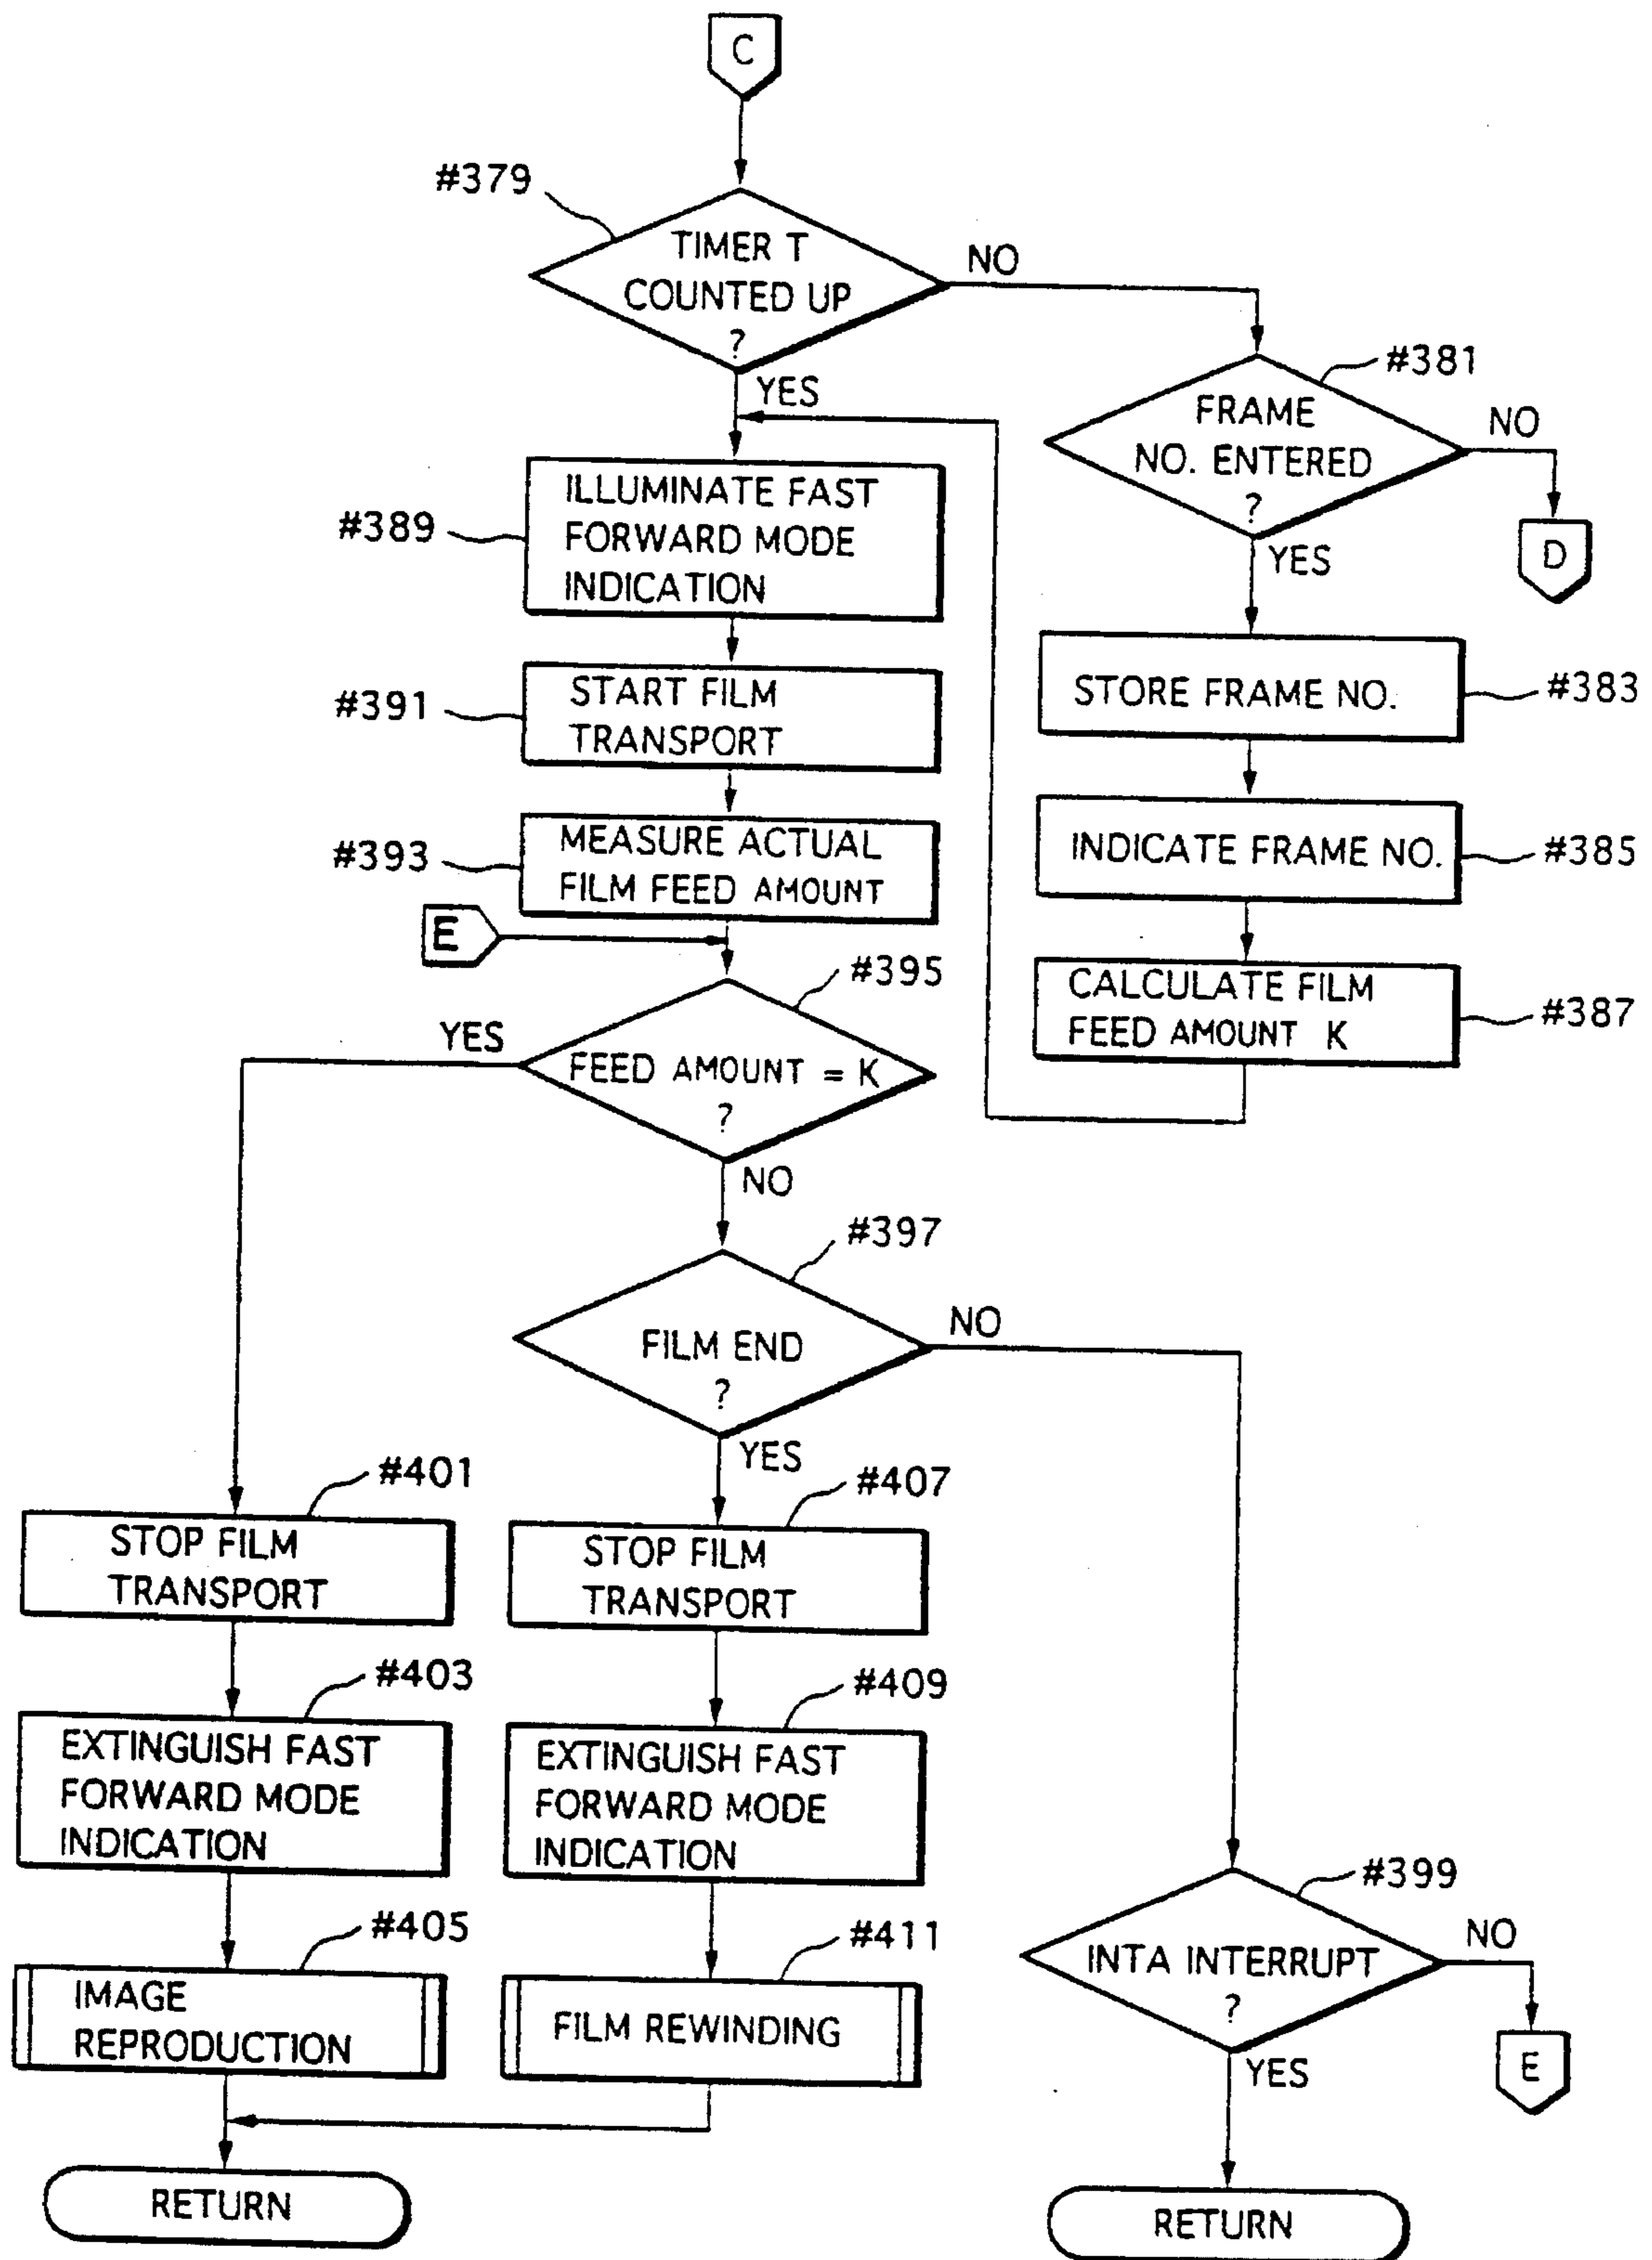 C
#379
TIMER T
COUNTED UP
?
NO
YES
#381
FRAME
NO. ENTERED
?
NO
D
YES
#389
ILLUMINATE FAST
FORWARD MODE
INDICATION
STORE FRAME NO.
#383
#391
START FILM
TRANSPORT
INDICATE FRAME NO.
#385
#393
MEASURE ACTUAL
FILM FEED AMOUNT
CALCULATE FILM
FEED AMOUNT K
#387
E
#395
YES
FEED AMOUNT = K
?
NO
#397
FILM END
?
NO
YES
#401
STOP FILM
TRANSPORT
#407
STOP FILM
TRANSPORT
#403
EXTINGUISH FAST
FORWARD MODE
INDICATION
#409
EXTINGUISH FAST
FORWARD MODE
INDICATION
#399
INTA INTERRUPT
?
NO
E
YES
#405
IMAGE
REPRODUCTION
#411
FILM REWINDING
RETURN
RETURN